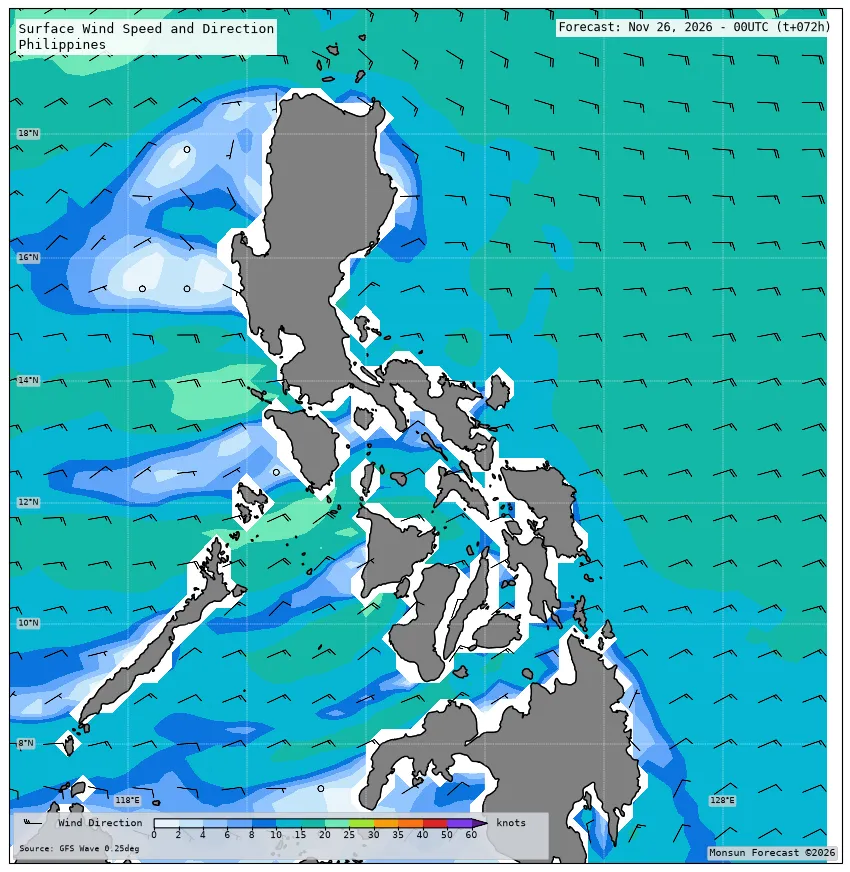 Surface Wind Speed and Direction
Philippines
Forecast: Nov 26, 2026 - 00UTC (t+072h)
18°N
16°N
14°N
12°N
10°N
8°N
118°E
128°E
Wind Direction
knots
0 2 4 6 8 10 15 20 25 30 35 40 50 60
Source: GFS Wave 0.25deg
Monsun Forecast ©2026